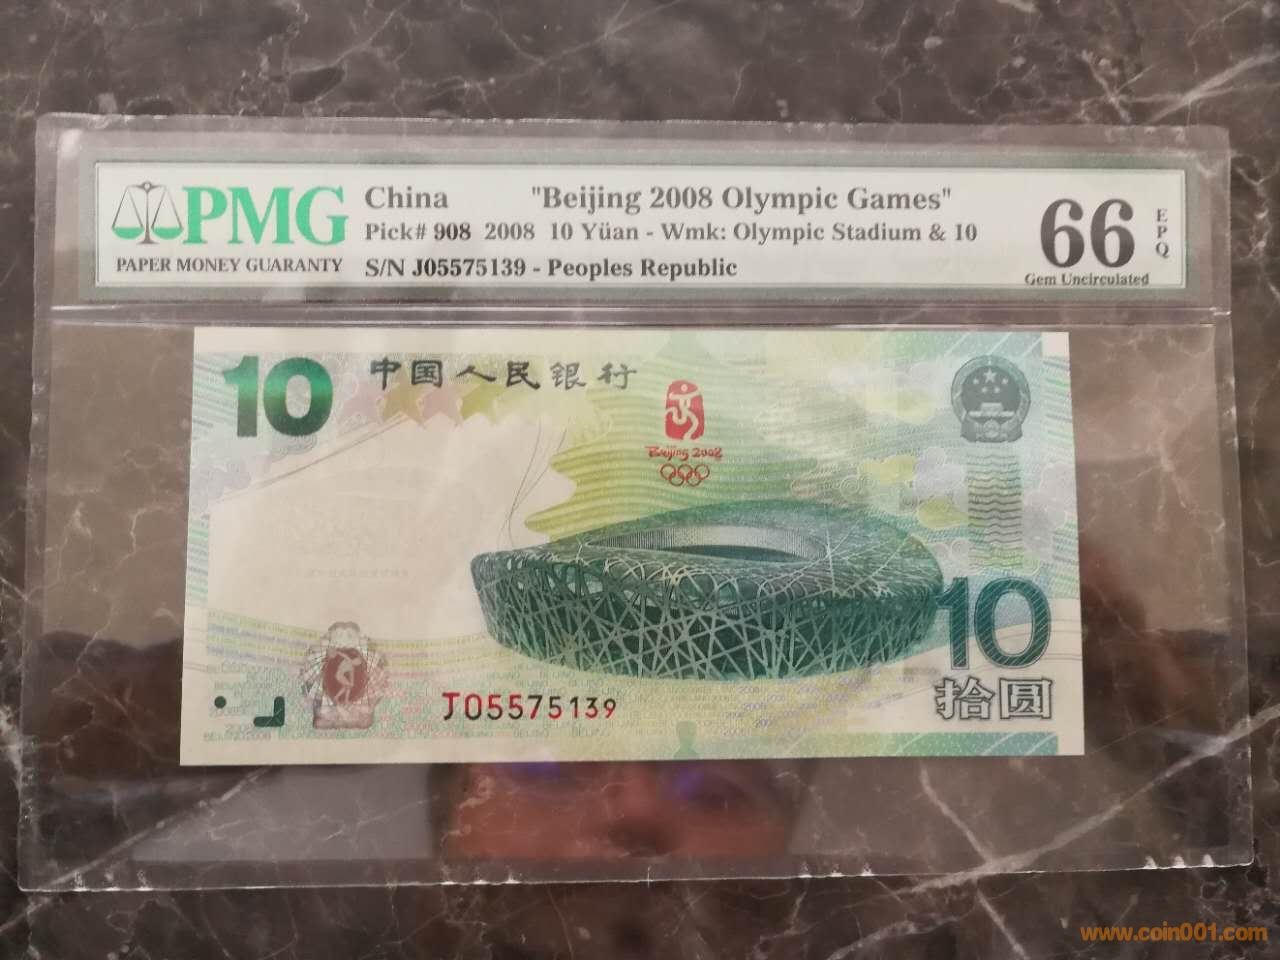 PMG
PAPER MONEY GUARANTY
China "Beijing 2008 Olympic Games"
Pick# 908 2008 10 Yüan - Wmk: Olympic Stadium & 10
S/N J05575139 - Peoples Republic
66
EPQ
Gem Uncirculated
10
中国人民银行
Beijing 2008
10
拾圆
J05575139
www.coin001.com